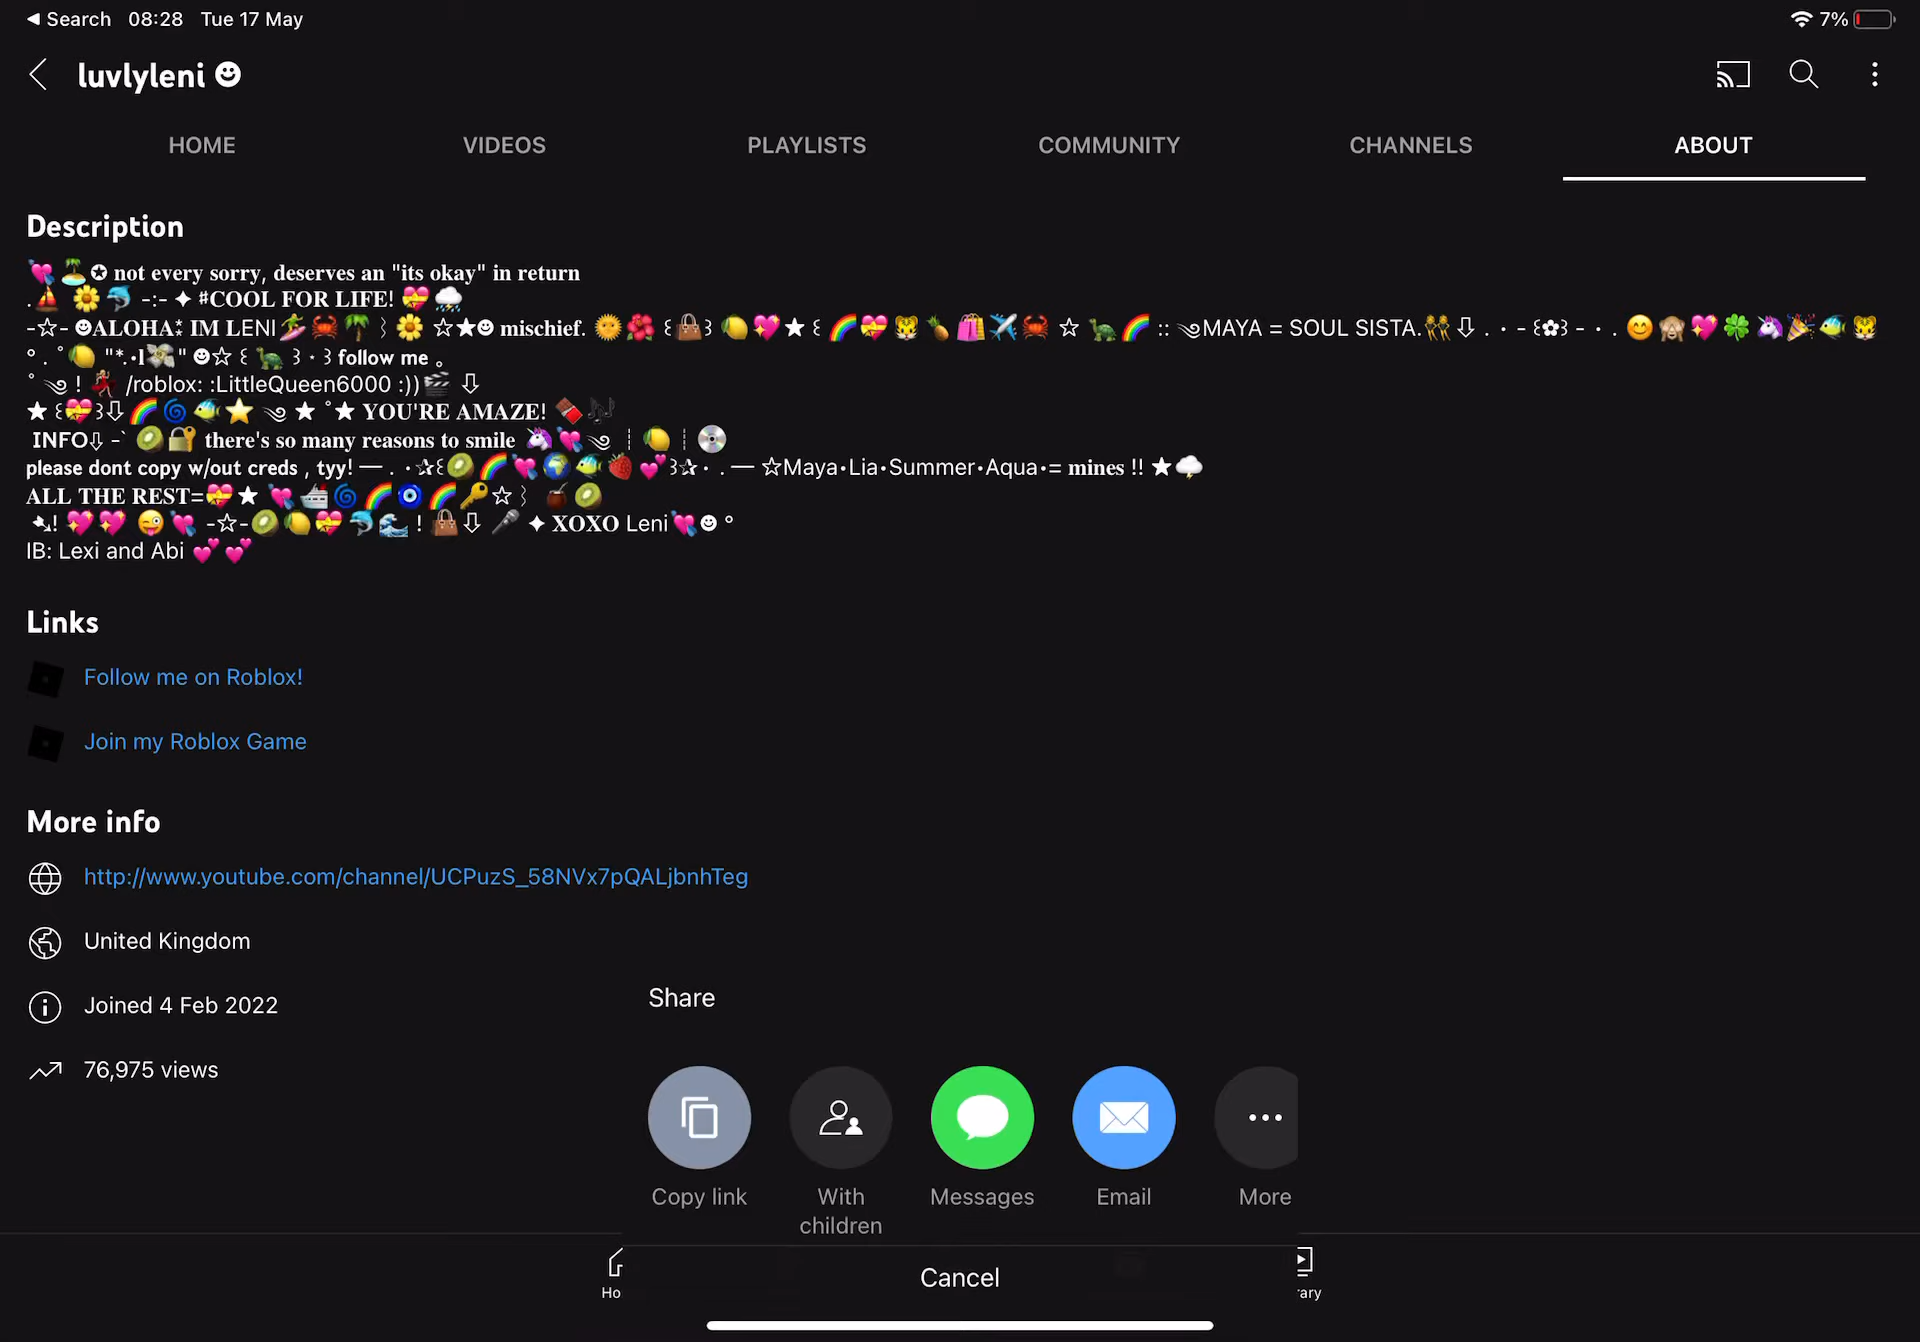 Search 08:28 Tue 17 May 7%
luvlyleni ☻
HOME VIDEOS PLAYLISTS COMMUNITY CHANNELS ABOUT
Description
💘🏝✪ not every sorry, deserves an "its okay" in return
.⛵ 🌼🐬 -:- ✦ #COOL FOR LIFE! 💝⛈
-☆- ☻ALOHA⁑ IM LENI🏄‍♀️🦀🌴⌇🌼 ☆★☻ mischief. 🌞🌺 ꒰👜꒱ 🍋💖★꒰🌈💝🐯🍍🛍✈️🦀 ☆ 🐢🌈 :: ༄MAYA = SOUL SISTA.👯⇩ . • - ꒰✿꒱ - • . 😊🙈💖🍀🦄🎉🐠🐯
° . ˚🍋 "*.•l💸" ☻☆꒰🐢꒱⋆꒱follow me 。
˚ ༄ ! 💃 /roblox: :LittleQueen6000 :))🎬 ⇩
★ ꒰💝꒱⇩🌈🌀🐠⭐ ༄ ★ ˚★ YOU'RE AMAZE! 🍫🎶
INFO⇩ -` 🥝🔐 there's so many reasons to smile 🦄💘༄ ┊🍋┊💿
please dont copy w/out creds , tyy! — . •✰꒰🥝🌈💘🌍🐠🍓💕꒱✰• . — ☆Maya•Lia•Summer•Aqua•= mines !! ★🌩
ALL THE REST=💝★ 💘🛳🌀🌈🧿🌈🔑☆⌇ 🧉🥝
➴! 💖💖 😜💘 -☆-🥝🍋💝🐬🌊 ! 👜⇩ 🎤 ✦ XOXO Leni💘☻ °
IB: Lexi and Abi 💕💕
Links
Follow me on Roblox!
Join my Roblox Game
More info
http://www.youtube.com/channel/UCPuzS_58NVx7pQALjbnhTeg
United Kingdom
Joined 4 Feb 2022
76,975 views
Share
Copy link With children Messages Email More
Cancel
Ho
rary